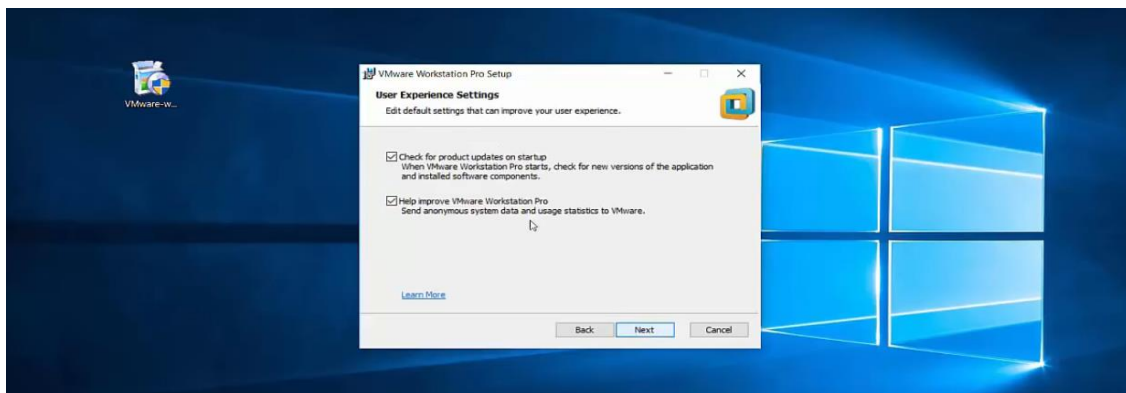 VMware-w...
VMware Workstation Pro Setup
User Experience Settings
Edit default settings that can improve your user experience.
Check for product updates on startup
When VMware Workstation Pro starts, check for new versions of the application
and installed software components.
Help improve VMware Workstation Pro
Send anonymous system data and usage statistics to VMware.
Learn More
Back Next Cancel